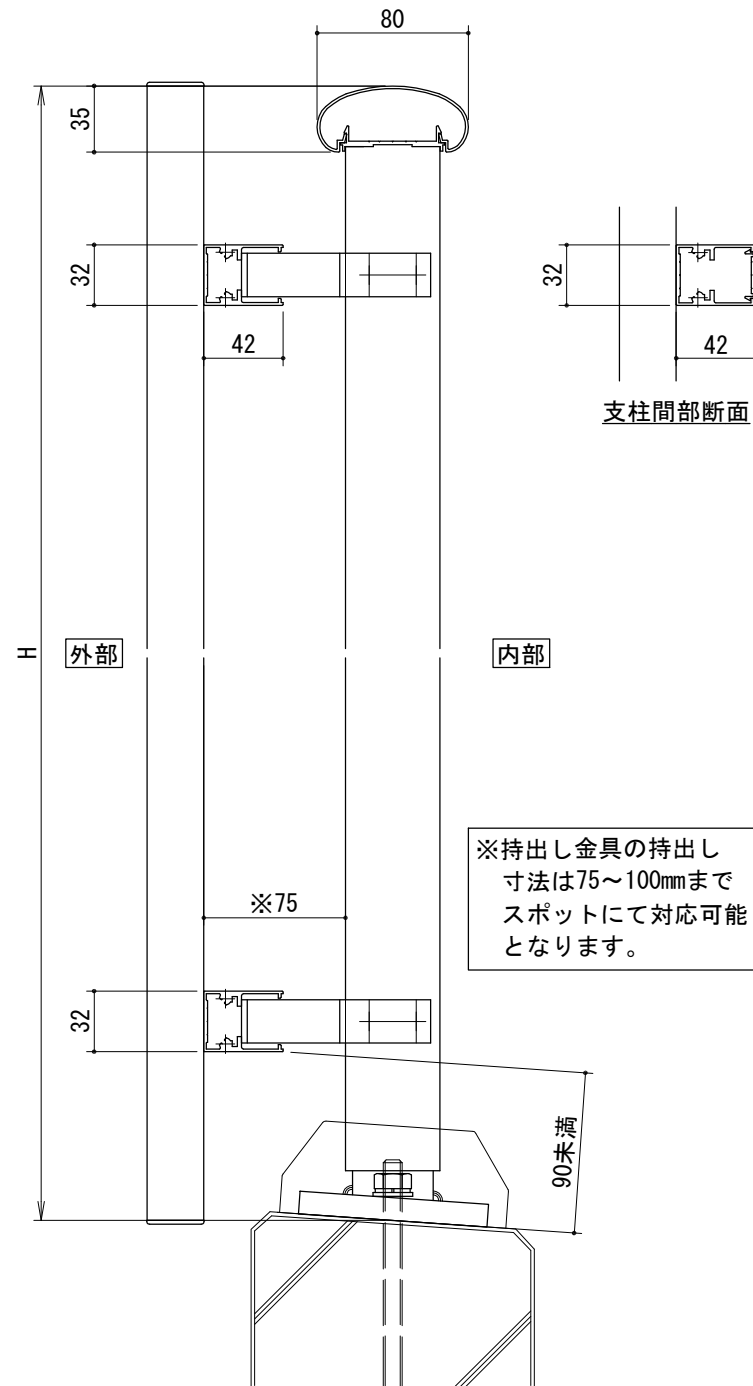 80
35
32
42
32
42
支柱間部断面
H
外部
内部
※持出し金具の持出し
寸法は75～100㎜まで
スポットにて対応可能
となります。
※75
32
90未満